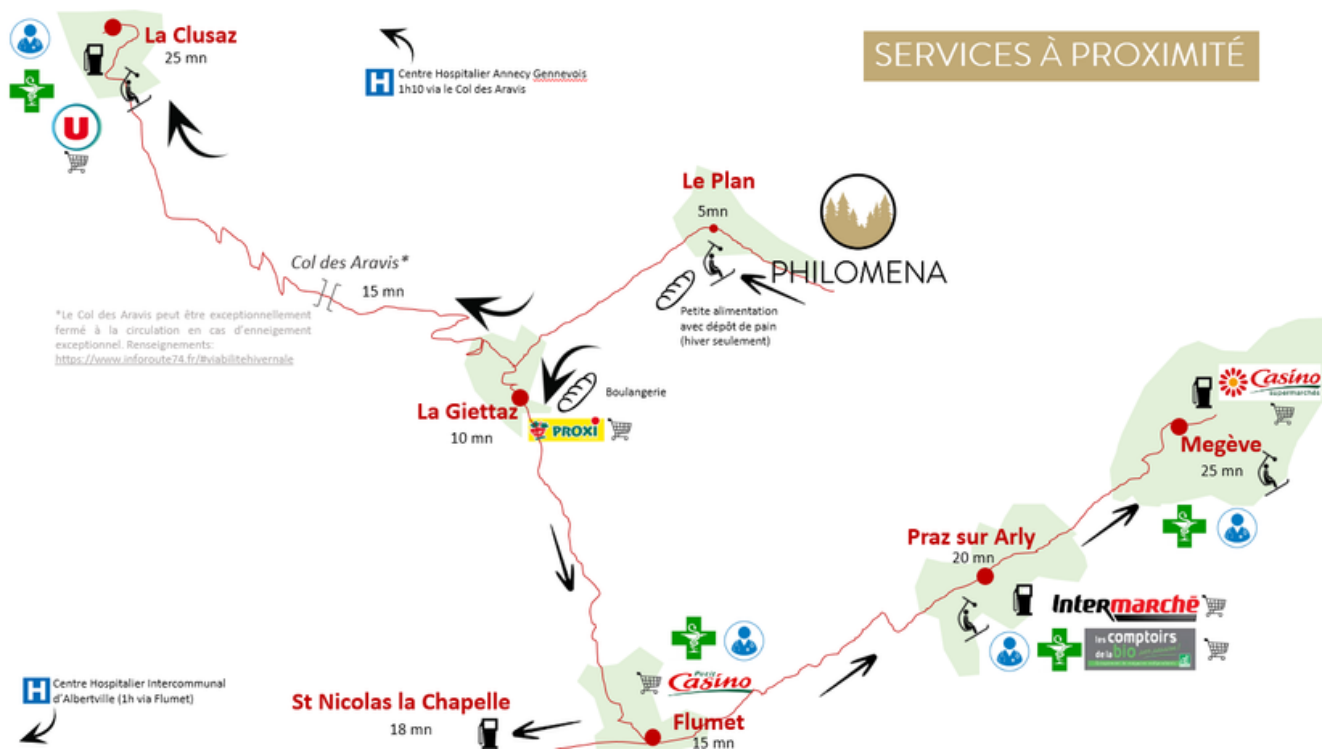 SERVICES À PROXIMITÉ
La Clusaz
25 mn
U
H
Centre Hospitalier Annecy Gennevois
1h10 via le Col des Aravis
Le Plan
5mn
PHILOMENA
Petite alimentation
avec dépôt de pain
(hiver seulement)
Col des Aravis*
15 mn
*Le Col des Aravis peut être exceptionnellement
fermé à la circulation en cas d'enneigement
exceptionnel. Renseignements:
https://www.inforoute74.fr/#viabilitehivernale
La Giettaz
10 mn
Boulangerie
PROXI
Casino
supermarchés
Megève
25 mn
Praz sur Arly
20 mn
Intermarché
les comptoirs
de la bio
Petit
Casino
H
Centre Hospitalier Intercommunal
d'Albertville (1h via Flumet)
St Nicolas la Chapelle
18 mn
Flumet
15 mn